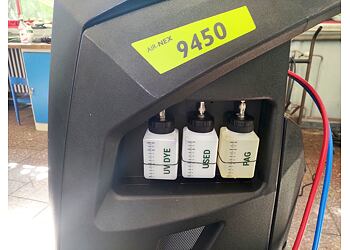 AIR-NEX 9450
UV DYE
USED
PAG